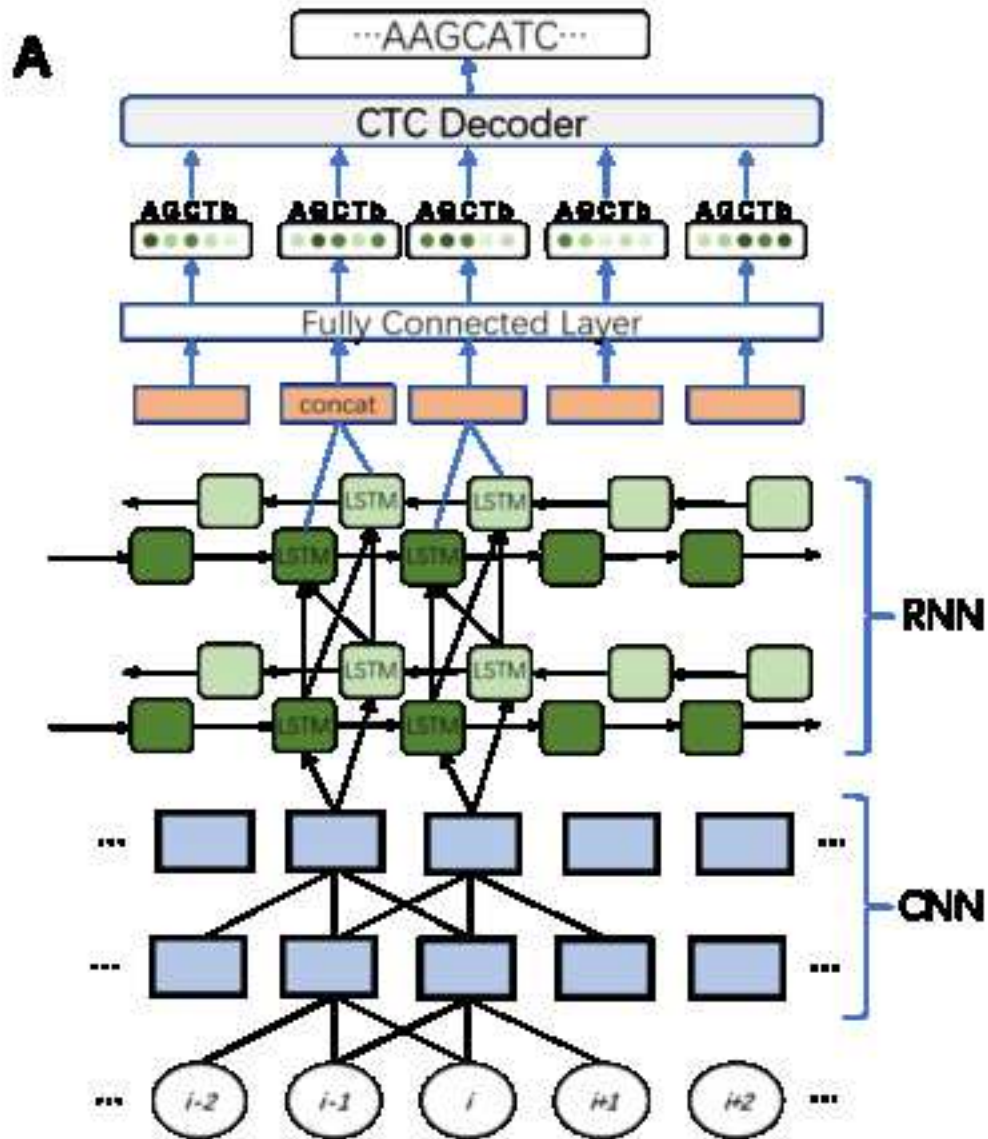 A
···AAGCATC···
CTC Decoder
AGCTb AGCTb AGCTb AGCTb AGCTb
Fully Connected Layer
concat
LSTM LSTM
LSTM LSTM
RNN
LSTM LSTM
LSTM LSTM
... ...
CNN
... ...
... i-2 i-1 i i+1 i+2 ...